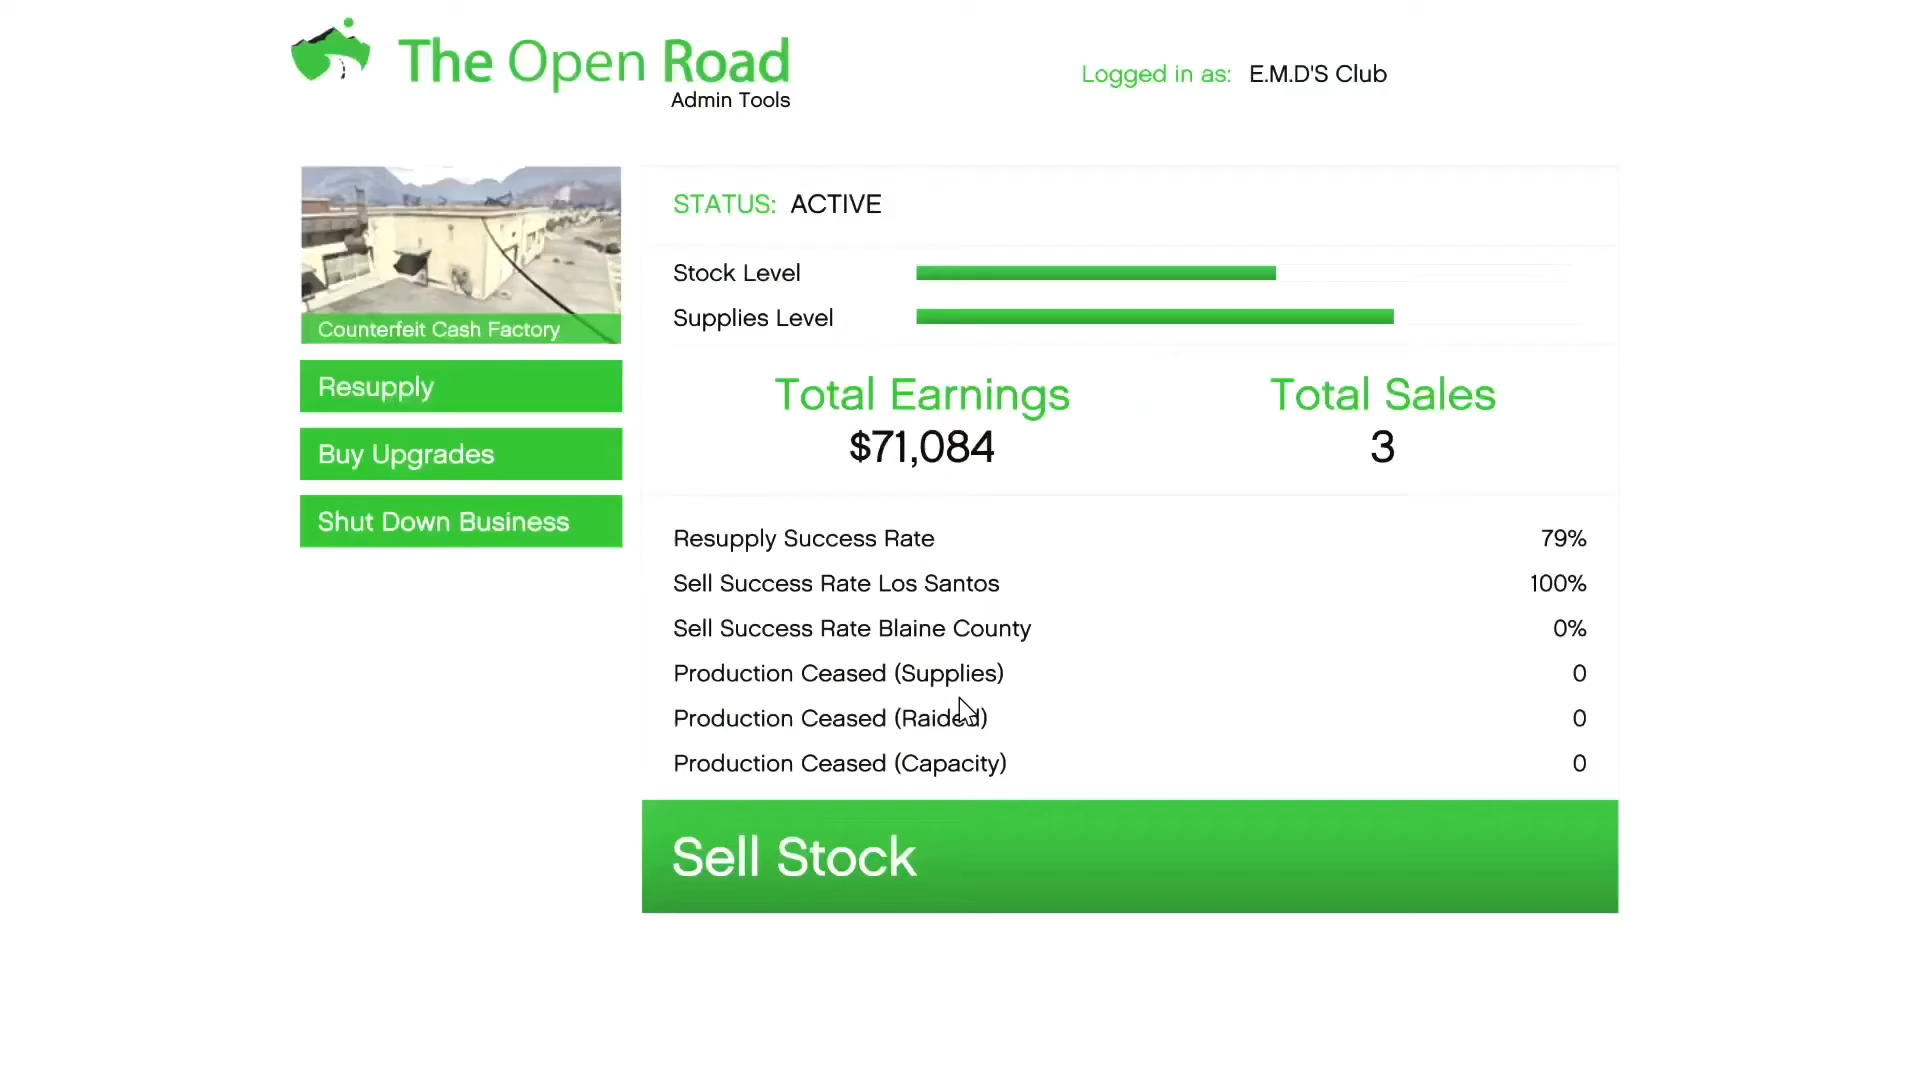 The Open Road
Admin Tools
Logged in as: E.M.D'S Club
Counterfeit Cash Factory
Resupply
Buy Upgrades
Shut Down Business
STATUS: ACTIVE
Stock Level
Supplies Level
Total Earnings
$71,084
Total Sales
3
Resupply Success Rate 79%
Sell Success Rate Los Santos 100%
Sell Success Rate Blaine County 0%
Production Ceased (Supplies) 0
Production Ceased (Raided) 0
Production Ceased (Capacity) 0
Sell Stock